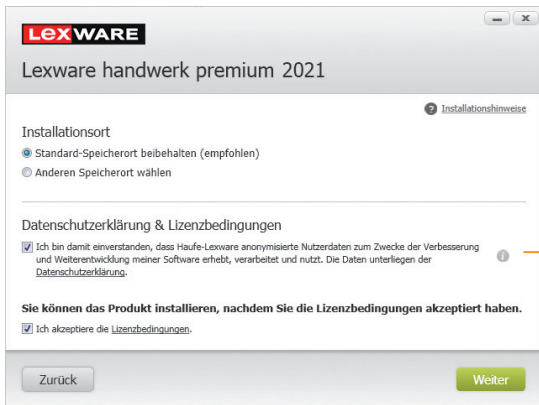 LEXWARE
Lexware handwerk premium 2021
? Installationshinweise
Installationsort
Standard-Speicherort beibehalten (empfohlen)
Anderen Speicherort wählen
Datenschutzerklärung & Lizenzbedingungen
Ich bin damit einverstanden, dass Haufe-Lexware anonymisierte Nutzerdaten zum Zwecke der Verbesserung
und Weiterentwicklung meiner Software erhebt, verarbeitet und nutzt. Die Daten unterliegen der
Datenschutzerklärung.
i
Sie können das Produkt installieren, nachdem Sie die Lizenzbedingungen akzeptiert haben.
Ich akzeptiere die Lizenzbedingungen.
Zurück
Weiter